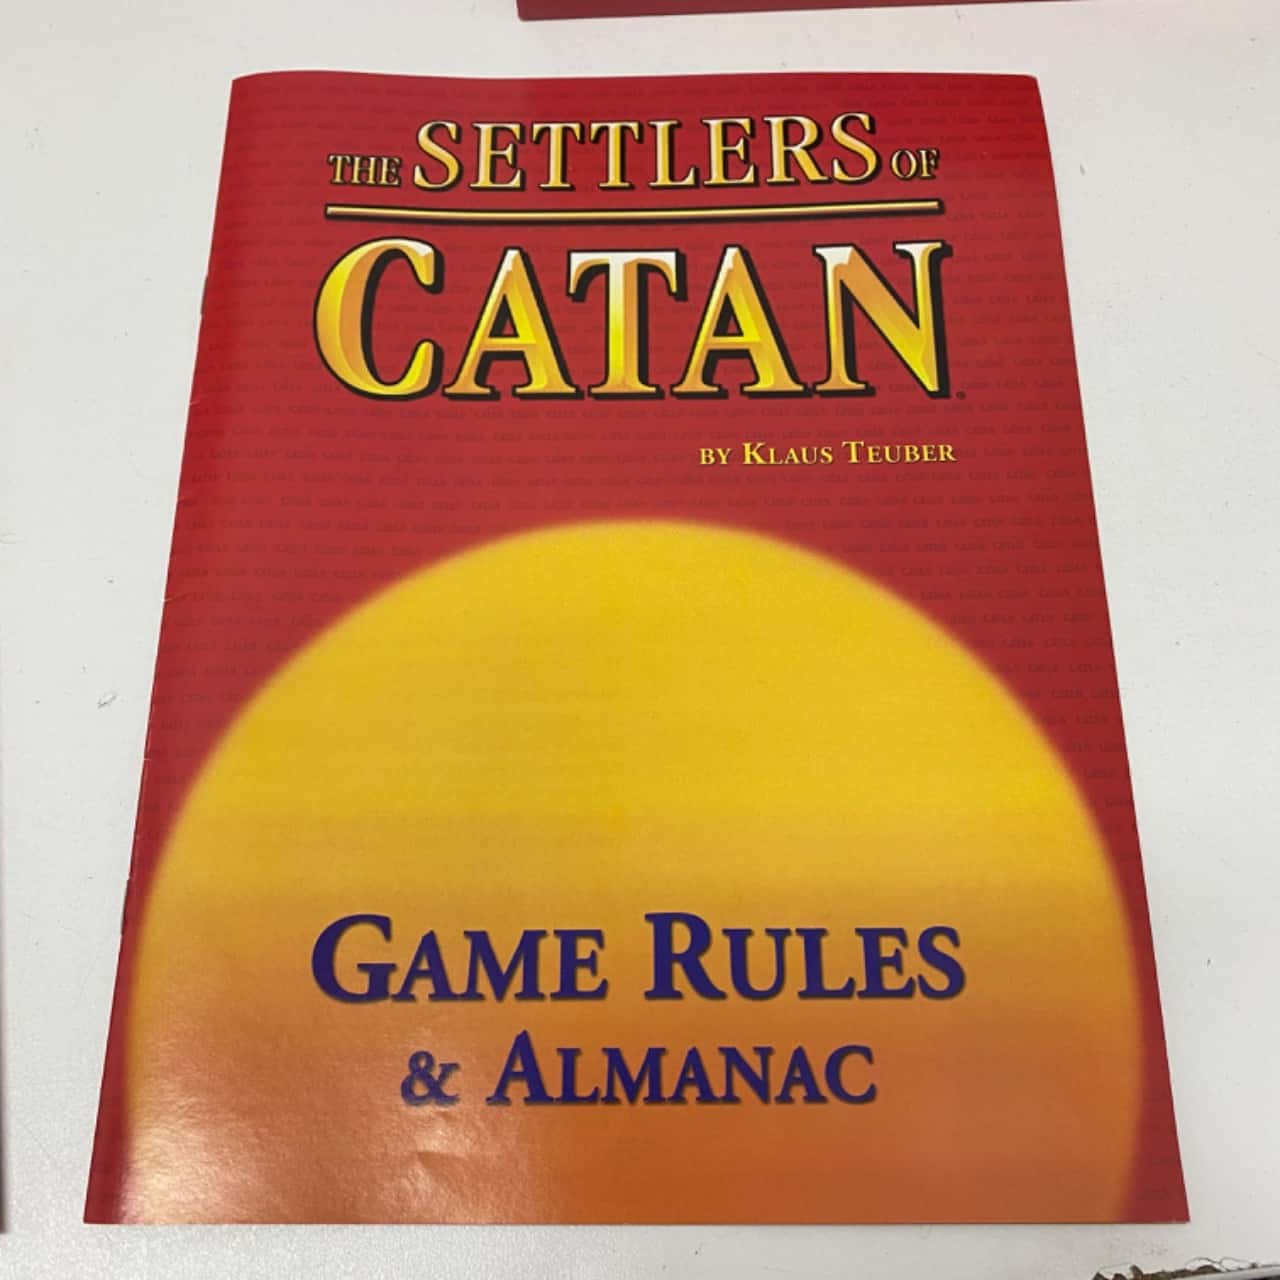 THE SETTLERS OF
CATAN
BY KLAUS TEUBER
GAME RULES
& ALMANAC